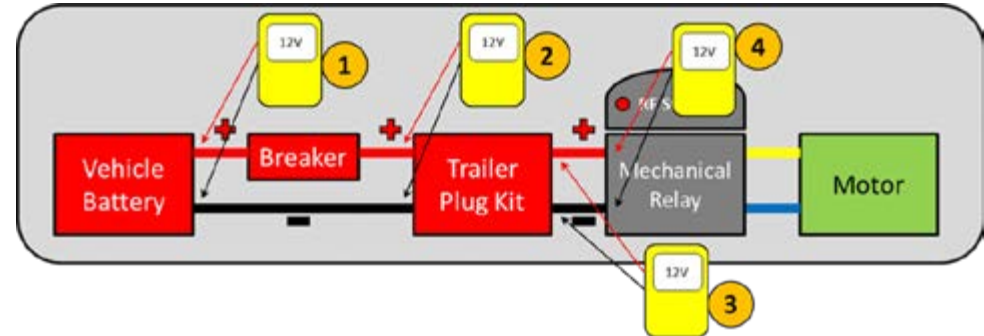 12V
1
12V
2
12V
4
Vehicle
Battery
Breaker
Trailer
Plug Kit
Mechanical
Relay
Motor
12V
3